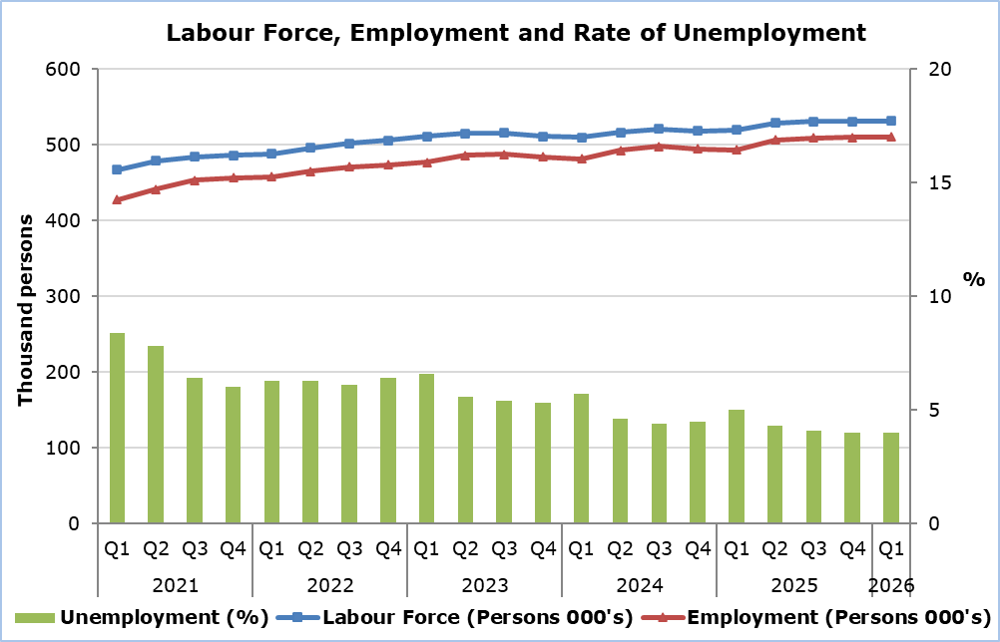 Labour Force, Employment and Rate of Unemployment
600
500
400
300
200
100
0
Thousand persons
20
15
10
5
0
%
Q1 Q2 Q3 Q4 Q1 Q2 Q3 Q4 Q1 Q2 Q3 Q4 Q1 Q2 Q3 Q4 Q1 Q2 Q3 Q4 Q1
2021 2022 2023 2024 2025 2026
Unemployment (%) Labour Force (Persons 000's) Employment (Persons 000's)